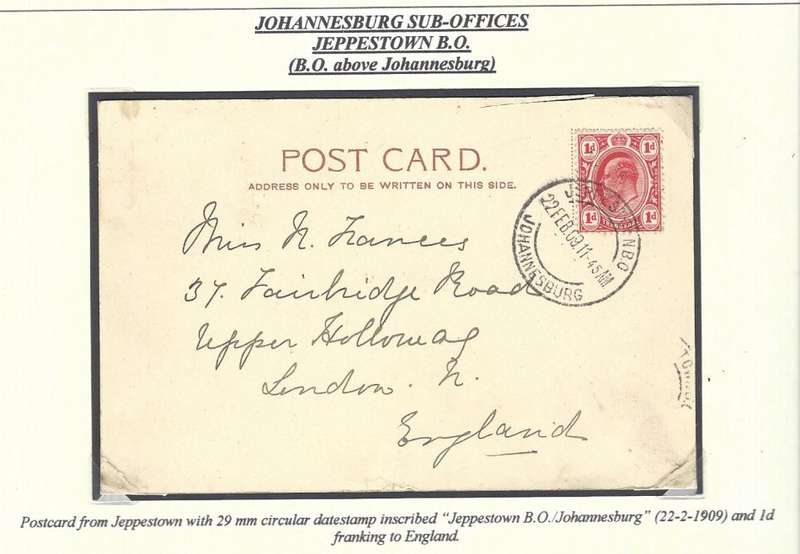 JOHANNESBURG SUB-OFFICES
JEPPESTOWN B.O.
(B.O. above Johannesburg)
POST CARD.
ADDRESS ONLY TO BE WRITTEN ON THIS SIDE.
1d 1d
1d 1d
22 FEB 09 11-45 AM
JOHANNESBURG
Miss N. Frances
37. Fairbridge Road
Upper Holloway
London. N.
England
Postcard from Jeppestown with 29 mm circular datestamp inscribed “Jeppestown B.O./Johannesburg” (22-2-1909) and 1d
franking to England.